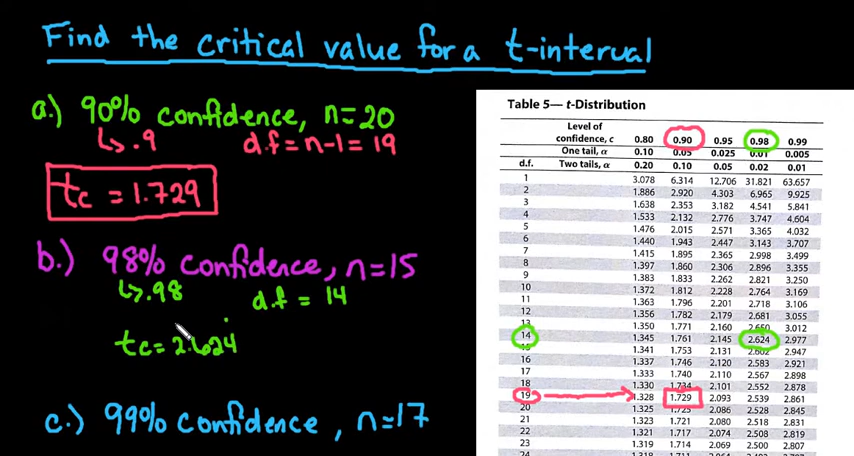 Find the critical value for a t-interval
a.) 90% confidence, n=20
↳ .9 d.f = n-1 = 19
tc = 1.729
b.) 98% confidence, n=15
↳ .98 d.f = 14
tc = 2.624
c.) 99% confidence, n=17
Table 5— t-Distribution
Level of
confidence, c 0.80 0.90 0.95 0.98 0.99
One tail, α 0.10 0.05 0.025 0.01 0.005
d.f. Two tails, α 0.20 0.10 0.05 0.02 0.01
1 3.078 6.314 12.706 31.821 63.657
2 1.886 2.920 4.303 6.965 9.925
3 1.638 2.353 3.182 4.541 5.841
4 1.533 2.132 2.776 3.747 4.604
5 1.476 2.015 2.571 3.365 4.032
6 1.440 1.943 2.447 3.143 3.707
7 1.415 1.895 2.365 2.998 3.499
8 1.397 1.860 2.306 2.896 3.355
9 1.383 1.833 2.262 2.821 3.250
10 1.372 1.812 2.228 2.764 3.169
11 1.363 1.796 2.201 2.718 3.106
12 1.356 1.782 2.179 2.681 3.055
13 1.350 1.771 2.160 2.650 3.012
14 1.345 1.761 2.145 2.624 2.977
15 1.341 1.753 2.131 2.602 2.947
16 1.337 1.746 2.120 2.583 2.921
17 1.333 1.740 2.110 2.567 2.898
18 1.330 1.734 2.101 2.552 2.878
19 1.328 1.729 2.093 2.539 2.861
20 1.325 1.725 2.086 2.528 2.845
21 1.323 1.721 2.080 2.518 2.831
22 1.321 1.717 2.074 2.508 2.819
23 1.319 1.714 2.069 2.500 2.807